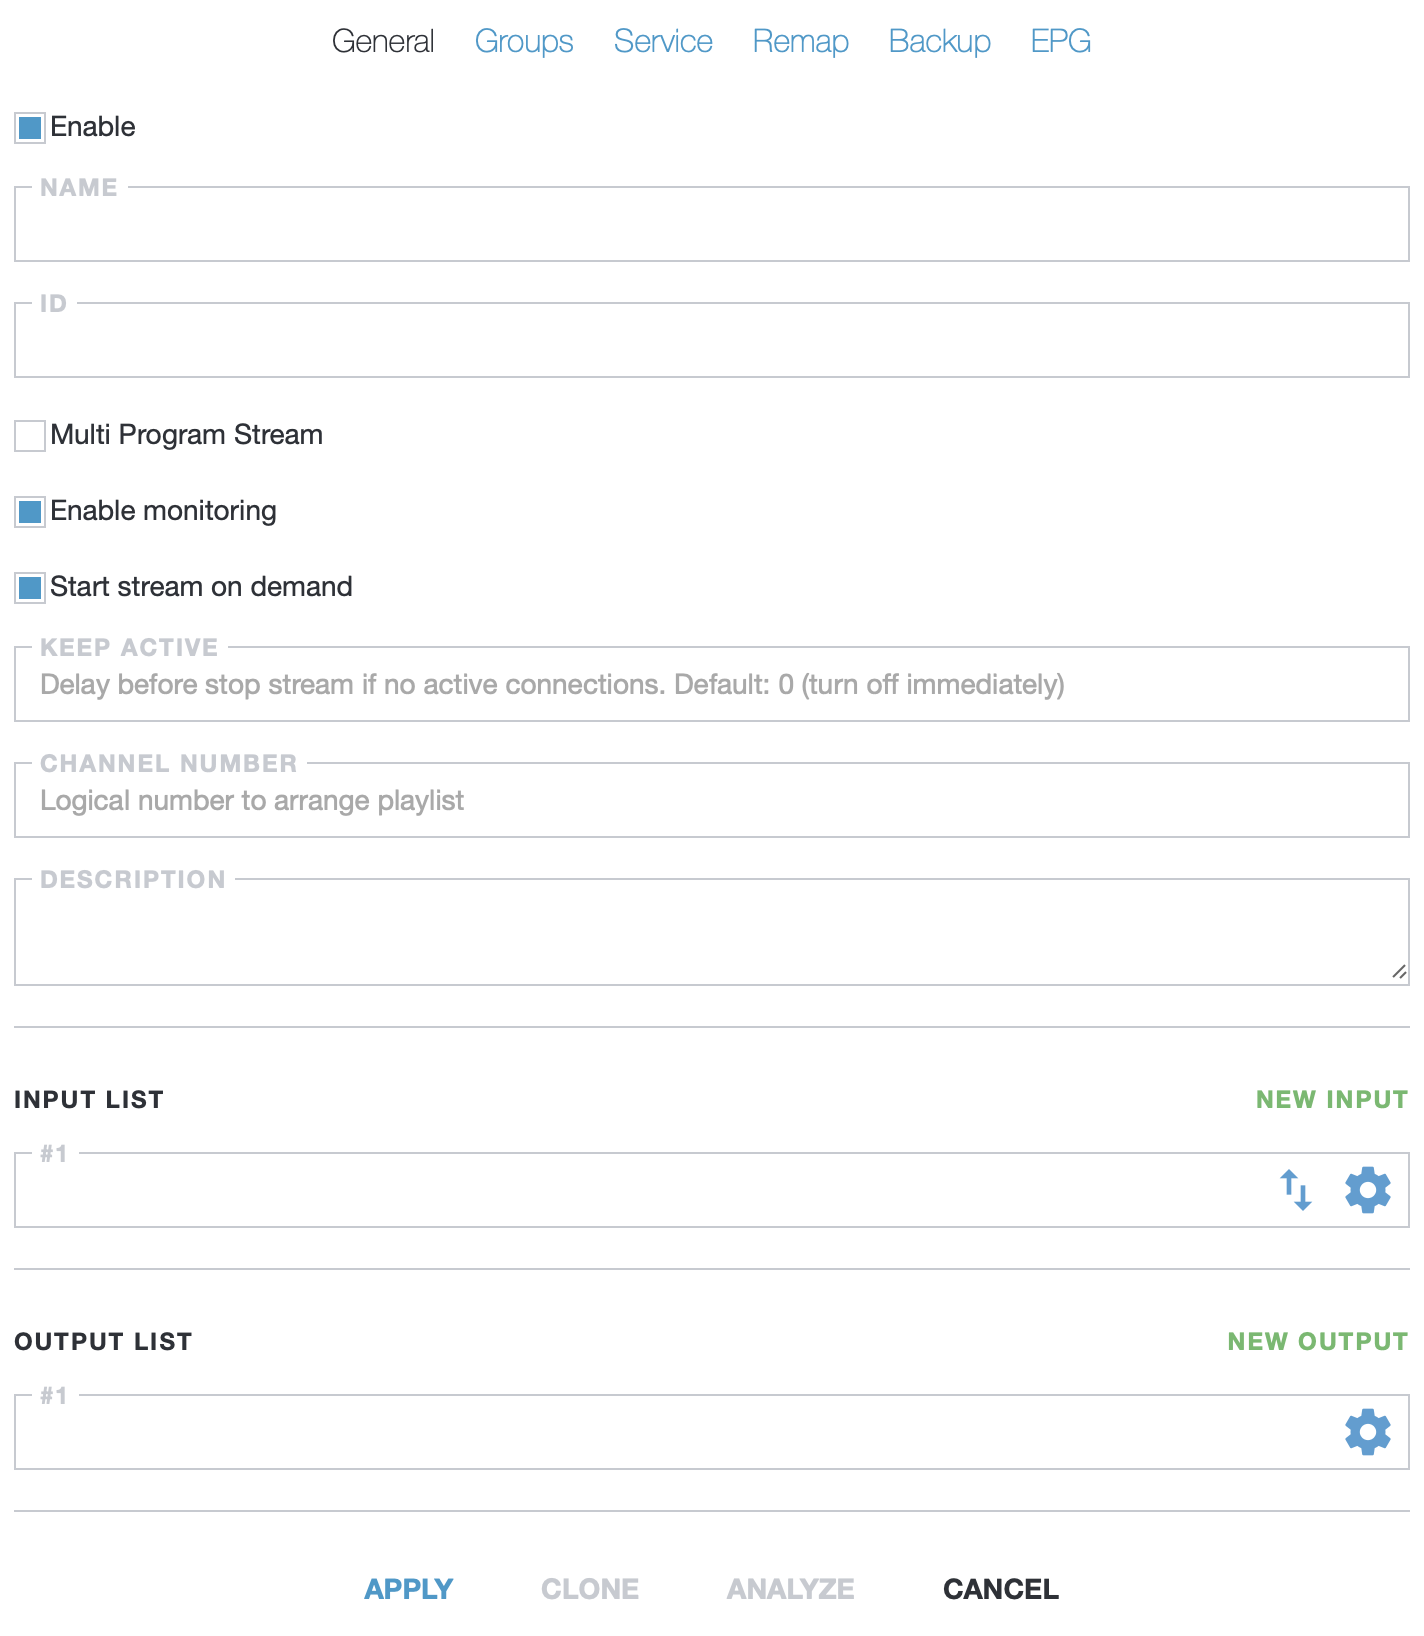 General Groups Service Remap Backup EPG
Enable
NAME
ID
Multi Program Stream
Enable monitoring
Start stream on demand
KEEP ACTIVE
Delay before stop stream if no active connections. Default: 0 (turn off immediately)
CHANNEL NUMBER
Logical number to arrange playlist
DESCRIPTION
INPUT LIST NEW INPUT
#1
OUTPUT LIST NEW OUTPUT
#1
APPLY CLONE ANALYZE CANCEL